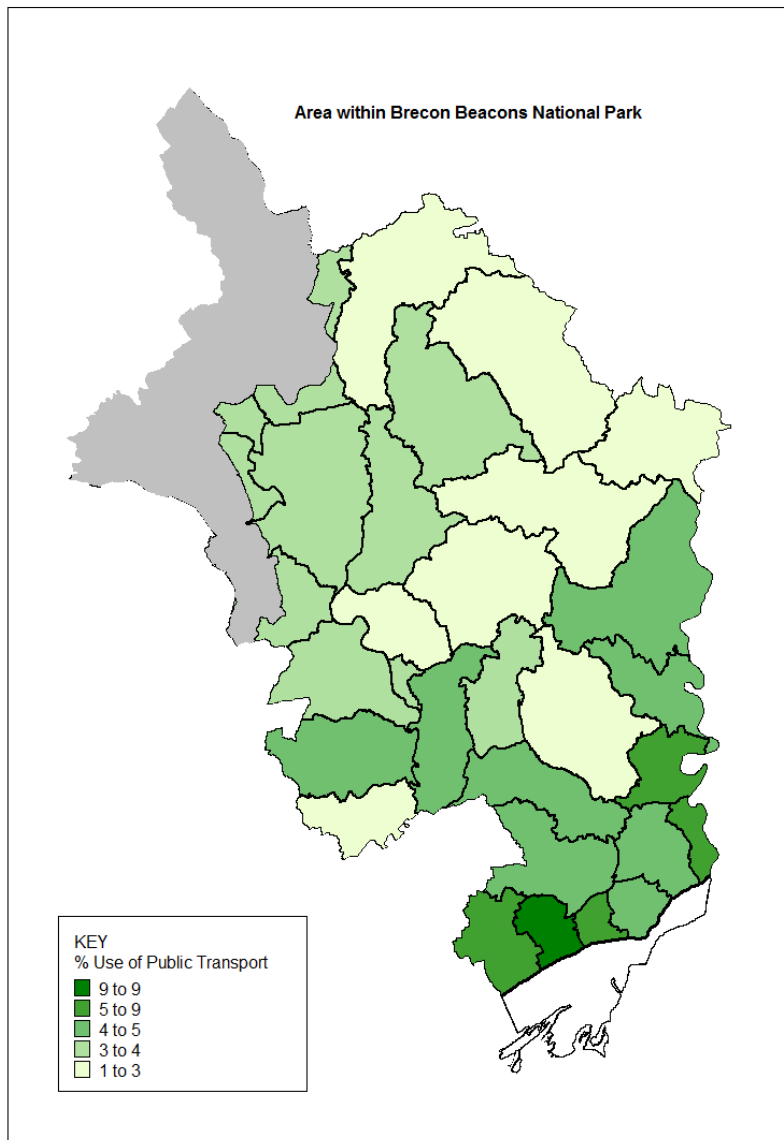 Area within Brecon Beacons National Park
KEY
% Use of Public Transport
9 to 9
5 to 9
4 to 5
3 to 4
1 to 3